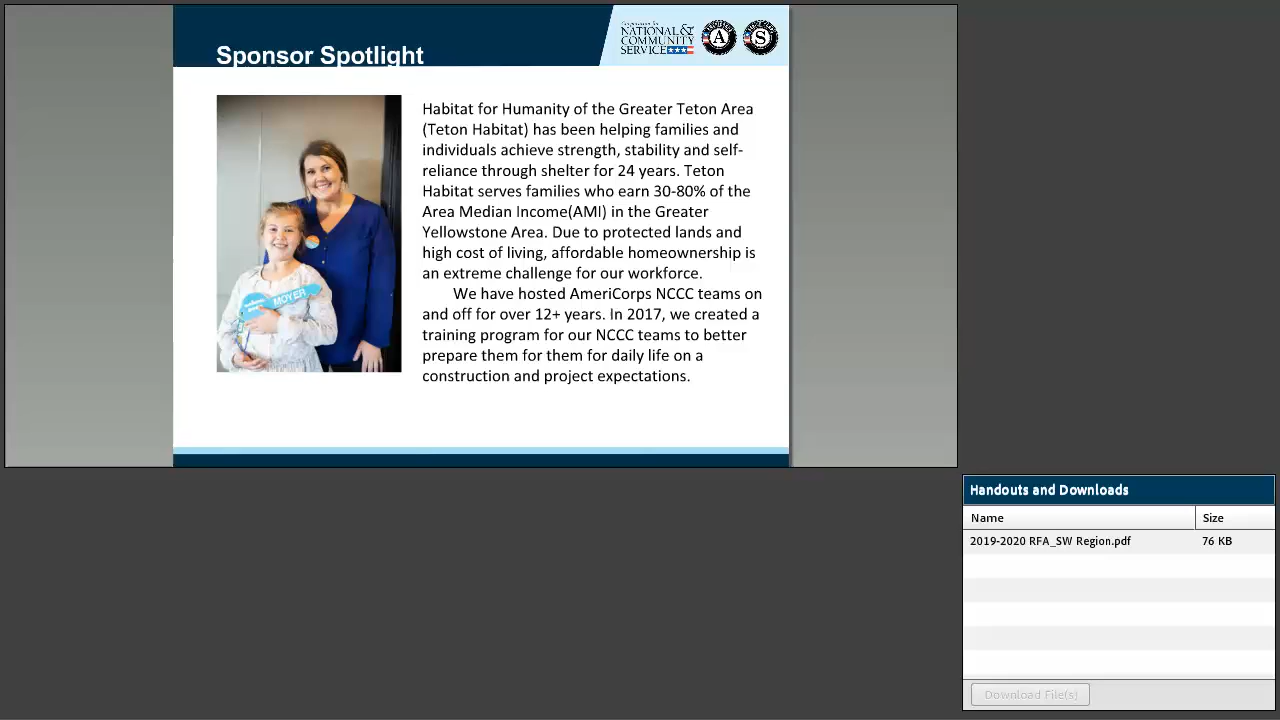 Sponsor Spotlight
Corporation for
NATIONAL &
COMMUNITY
SERVICE
A
S
MOYER
Habitat for Humanity of the Greater Teton Area
(Teton Habitat) has been helping families and
individuals achieve strength, stability and self-
reliance through shelter for 24 years. Teton
Habitat serves families who earn 30-80% of the
Area Median Income(AMI) in the Greater
Yellowstone Area. Due to protected lands and
high cost of living, affordable homeownership is
an extreme challenge for our workforce.
We have hosted AmeriCorps NCCC teams on
and off for over 12+ years. In 2017, we created a
training program for our NCCC teams to better
prepare them for them for daily life on a
construction and project expectations.
Handouts and Downloads
Name Size
2019-2020 RFA_SW Region.pdf 76 KB
Download File(s)